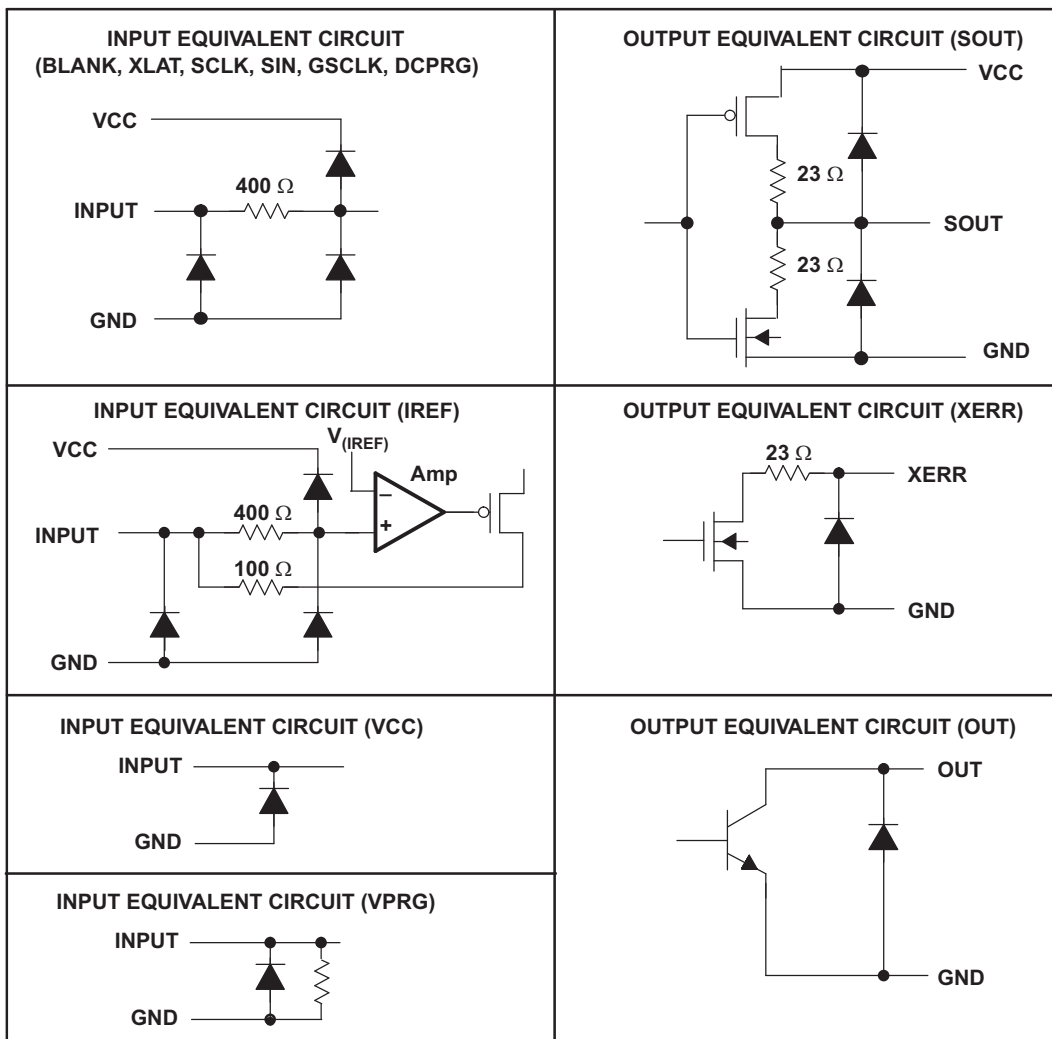 INPUT EQUIVALENT CIRCUIT
(BLANK, XLAT, SCLK, SIN, GSCLK, DCPRG)
VCC
400 Ω
INPUT
GND
OUTPUT EQUIVALENT CIRCUIT (SOUT)
VCC
23 Ω
SOUT
23 Ω
GND
INPUT EQUIVALENT CIRCUIT (IREF)
V(IREF)
VCC
Amp
400 Ω
INPUT
100 Ω
GND
OUTPUT EQUIVALENT CIRCUIT (XERR)
23 Ω
XERR
GND
INPUT EQUIVALENT CIRCUIT (VCC)
INPUT
GND
OUTPUT EQUIVALENT CIRCUIT (OUT)
OUT
GND
INPUT EQUIVALENT CIRCUIT (VPRG)
INPUT
GND